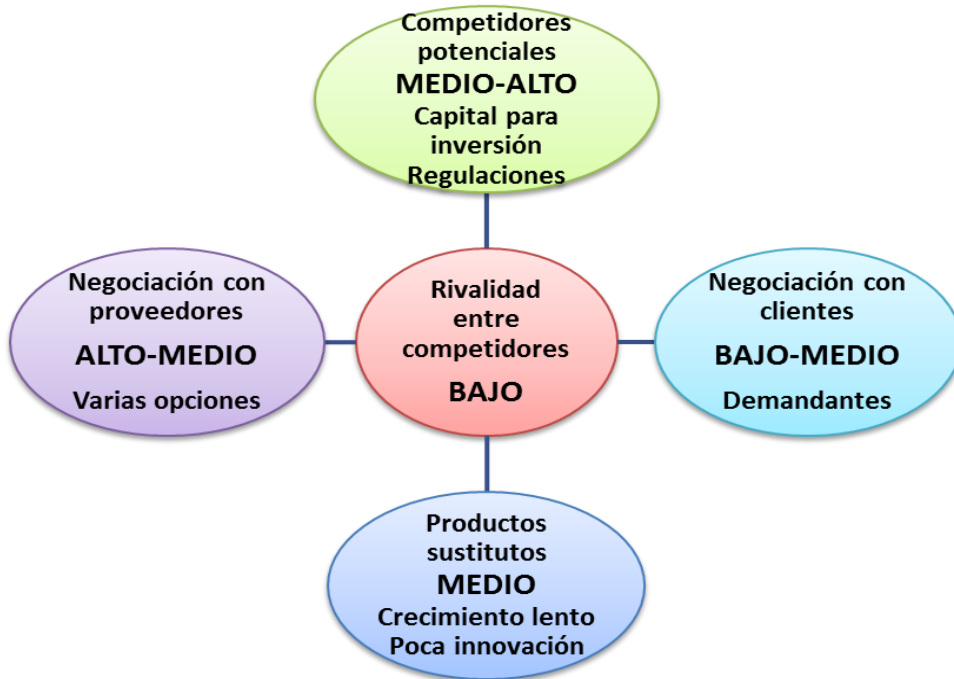 Competidores
potenciales
MEDIO-ALTO
Capital para
inversión
Regulaciones
Negociación con
proveedores
ALTO-MEDIO
Varias opciones
Rivalidad
entre
competidores
BAJO
Negociación con
clientes
BAJO-MEDIO
Demandantes
Productos
sustitutos
MEDIO
Crecimiento lento
Poca innovación